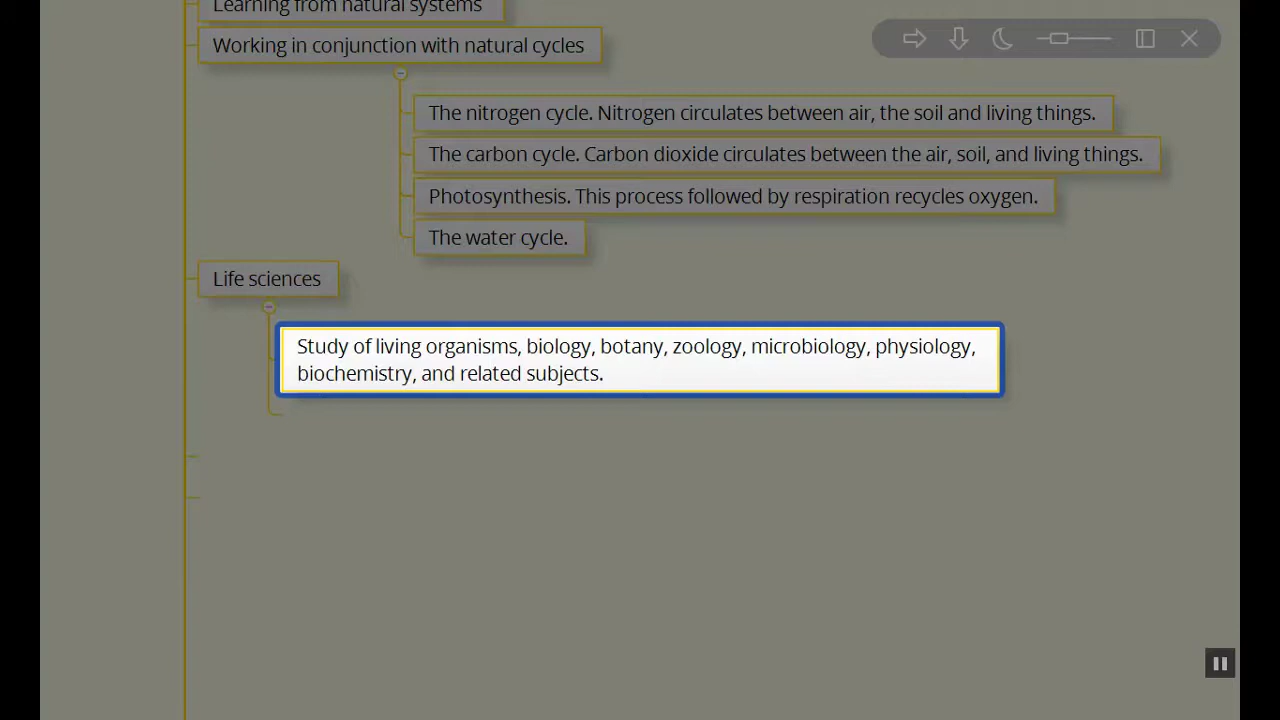 Learning from natural systems
Working in conjunction with natural cycles
The nitrogen cycle. Nitrogen circulates between air, the soil and living things.
The carbon cycle. Carbon dioxide circulates between the air, soil, and living things.
Photosynthesis. This process followed by respiration recycles oxygen.
The water cycle.
Life sciences
Study of living organisms, biology, botany, zoology, microbiology, physiology,
biochemistry, and related subjects.